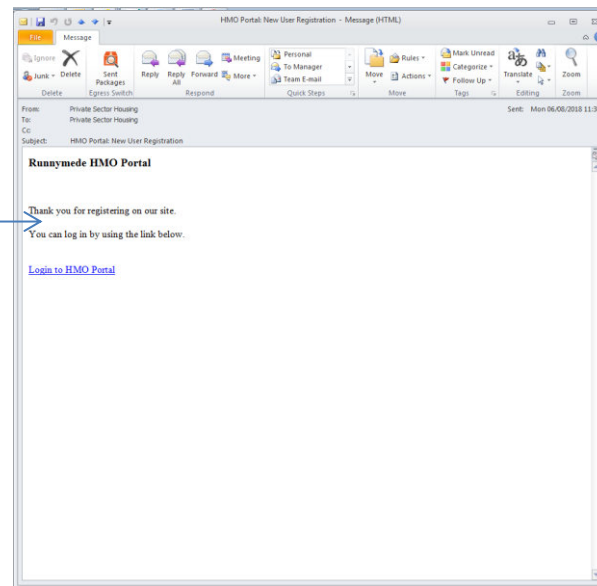 HMO Portal: New User Registration - Message (HTML)
File Message
Ignore
Junk
Delete
Delete
Sent Packages
Egress Switch
Reply
Reply All
Forward
Meeting
More
Respond
Personal
To Manager
Team E-mail
Quick Steps
Move
Rules
Actions
Move
Mark Unread
Categorize
Follow Up
Tags
Translate
Editing
Zoom
Zoom
From: Private Sector Housing
Sent: Mon 06/08/2018 11:3
To: Private Sector Housing
Cc:
Subject: HMO Portal: New User Registration
Runnymede HMO Portal
Thank you for registering on our site.
You can log in by using the link below.
Login to HMO Portal